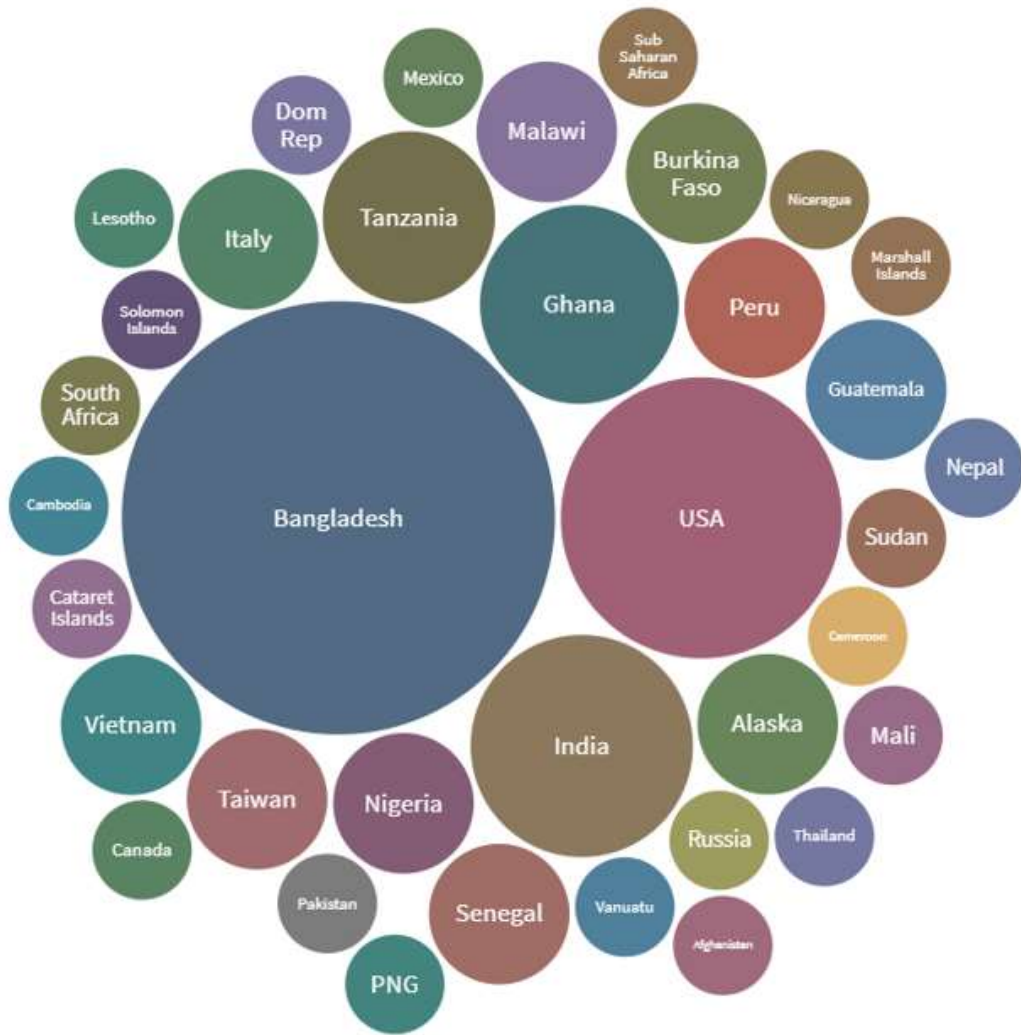 Sub
Saharan
Africa
Mexico
Malawi
Dom
Rep
Burkina
Faso
Nicaragua
Lesotho
Italy
Tanzania
Marshall
Islands
Solomon
Islands
Ghana
Peru
South
Africa
Guatemala
Nepal
Cambodia
Bangladesh
USA
Sudan
Cataret
Islands
Cameroon
Vietnam
India
Alaska
Mali
Taiwan
Nigeria
Canada
Russia
Thailand
Pakistan
Senegal
Vanuatu
Afghanistan
PNG